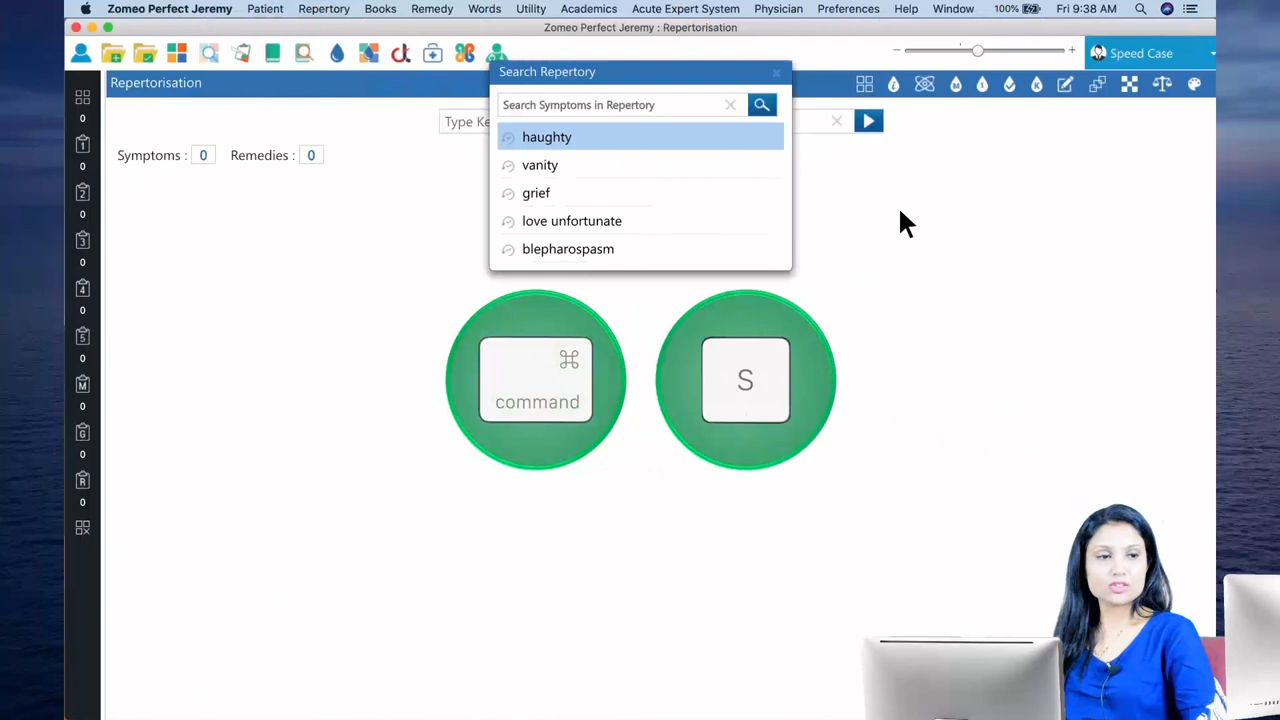 Zomeo Perfect Jeremy Patient Repertory Books Remedy Words Utility Academics Acute Expert System Physician Preferences Help Window 100% Fri 9:38 AM
Zomeo Perfect Jeremy : Repertorisation
Speed Case
Search Repertory
Repertorisation
Search Symptoms in Repertory
Type Ke
Symptoms : 0 Remedies : 0
haughty
vanity
grief
love unfortunate
blepharospasm
0
1
0
2
0
3
0
4
0
5
0
M
0
G
0
R
0
⌘
command
S